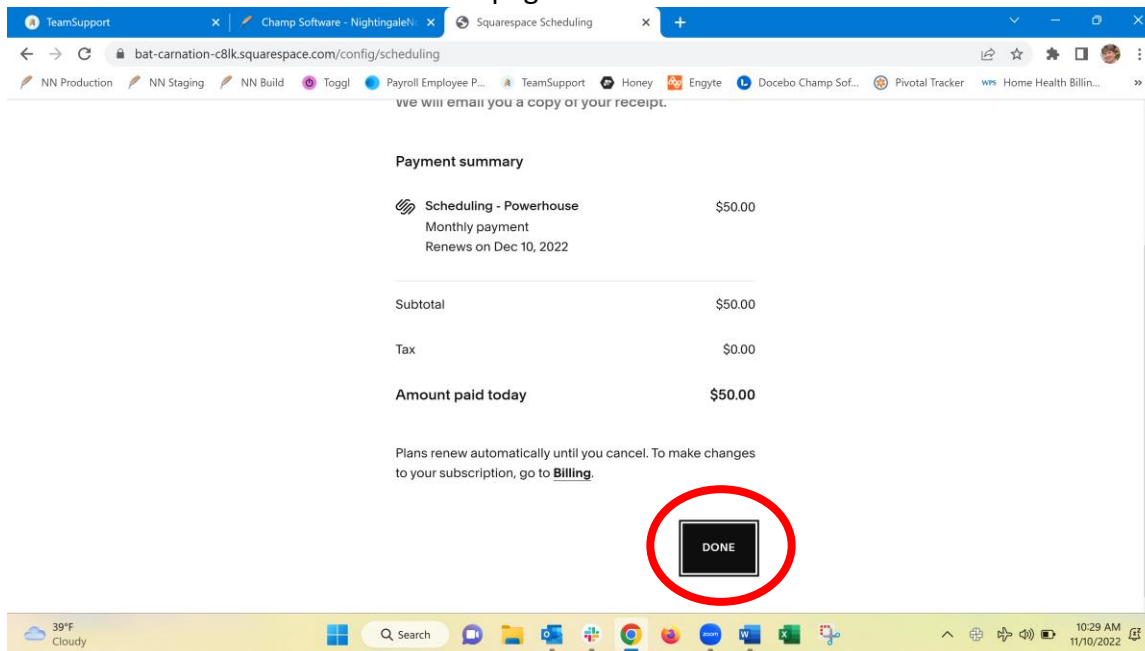 TeamSupport
Champ Software - Nightingale
Squarespace Scheduling
bat-carnation-c8lk.squarespace.com/config/scheduling
NN Production NN Staging NN Build Toggl Payroll Employee P... TeamSupport Honey Engyte Docebo Champ Sof... Pivotal Tracker WPS Home Health Billin... »
We will email you a copy of your receipt.
Payment summary
Scheduling - Powerhouse $50.00
Monthly payment
Renews on Dec 10, 2022
Subtotal $50.00
Tax $0.00
Amount paid today $50.00
Plans renew automatically until you cancel. To make changes
to your subscription, go to Billing.
DONE
39°F
Cloudy
Search
zoom
10:29 AM
11/10/2022